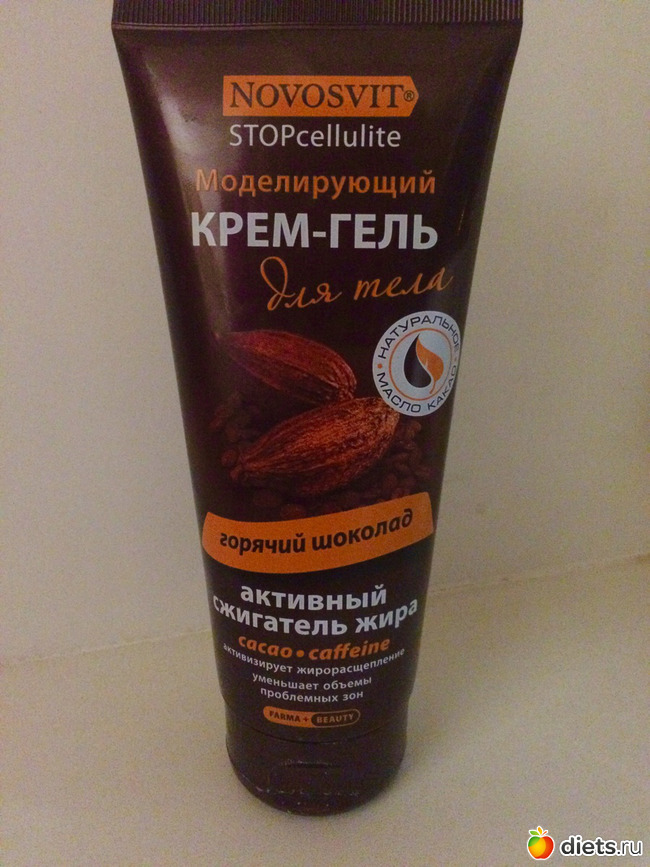 NOVOSVIT®
STOPcellulite
Моделирующий
КРЕМ-ГЕЛЬ
для тела
НАТУРАЛЬНОЕ
МАСЛО КАКАО
горячий шоколад
активный
сжигатель жира
cacao • caffeine
активизирует жирорасщепление
уменьшает объемы
проблемных зон
FARMA + BEAUTY
diets.ru